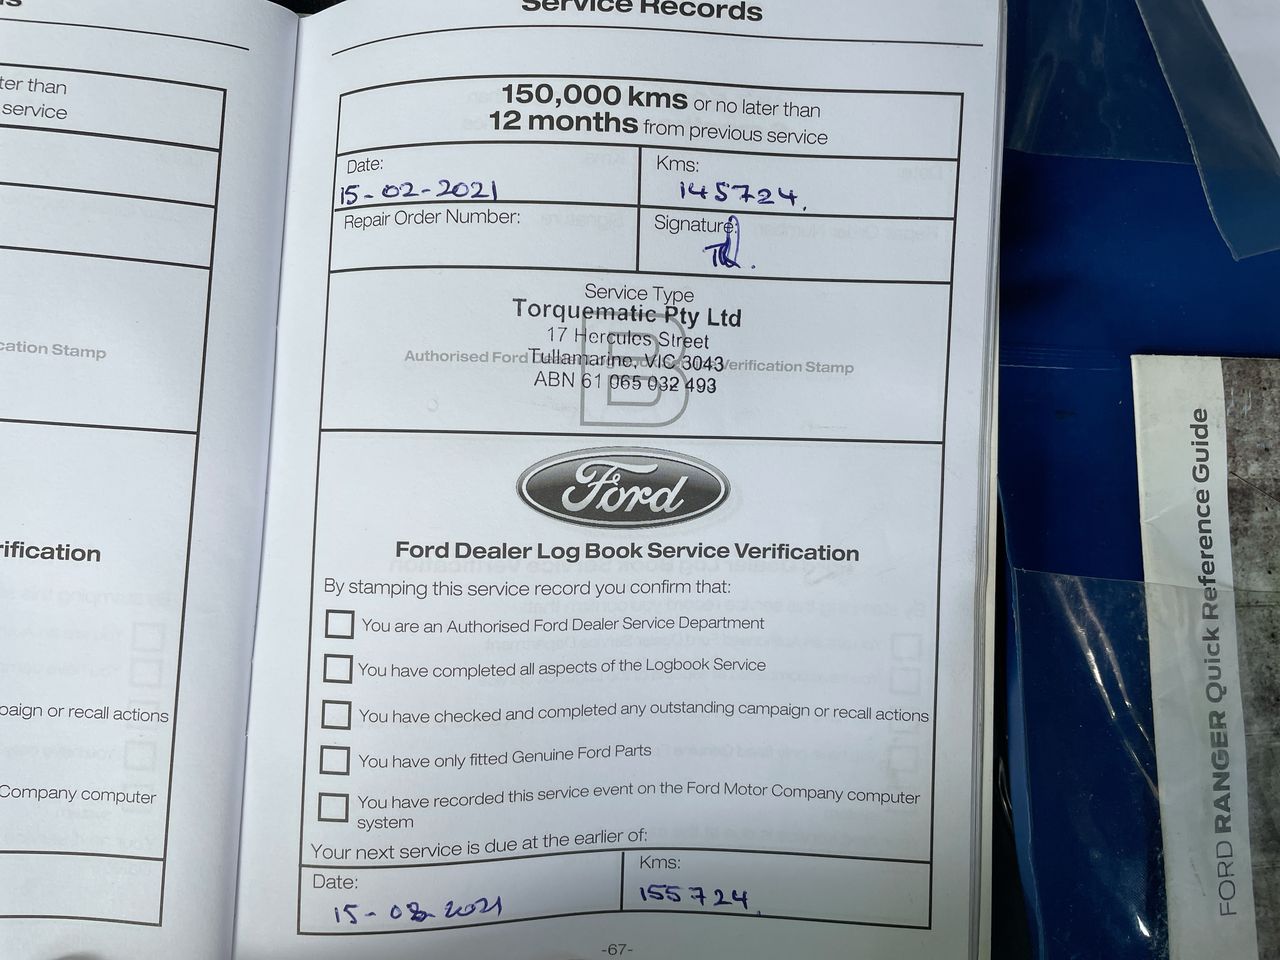 s
ter than
service
cation Stamp
rification
paign or recall actions
Company computer
Service Records
150,000 kms or no later than
12 months from previous service
Date:
15-02-2021
Kms:
145724.
Repair Order Number:
Signature:
Service Type
B
Torquematic Pty Ltd
17 Hercules Street
Authorised Ford Dealer Log Book Service Verification Stamp
Tullamarine, VIC 3043
ABN 61 065 032 493
Ford
Ford Dealer Log Book Service Verification
By stamping this service record you confirm that:
You are an Authorised Ford Dealer Service Department
You have completed all aspects of the Logbook Service
You have checked and completed any outstanding campaign or recall actions
You have only fitted Genuine Ford Parts
You have recorded this service event on the Ford Motor Company computer
system
Your next service is due at the earlier of:
Date:
15-08-2021
Kms:
155724.
-67-
FORD RANGER Quick Reference Guide